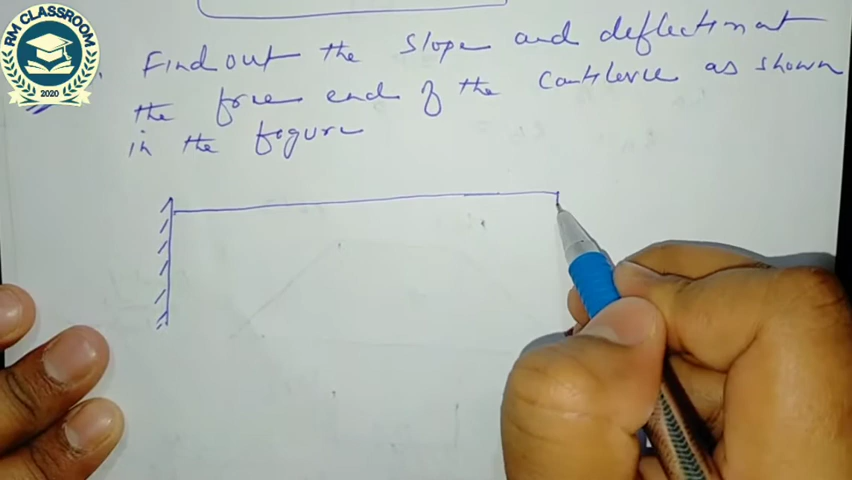 RM CLASSROOM
2020
Find out the slope and deflection at
the free end of the cantilever as shown
in the figure